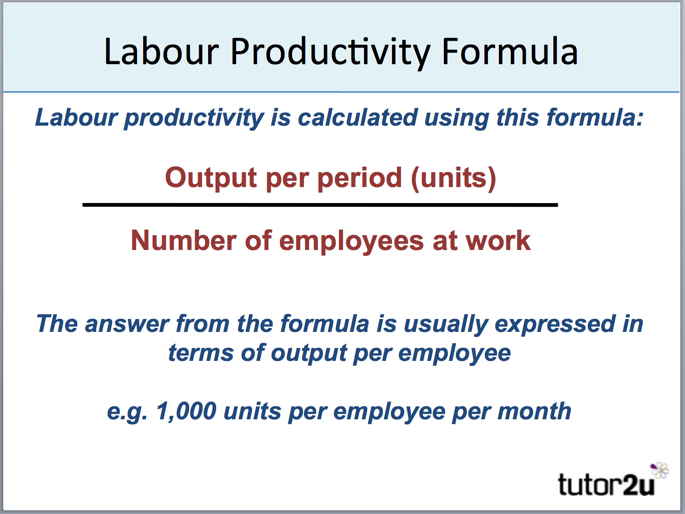 Labour Productivity Formula
Labour productivity is calculated using this formula:
Output per period (units)
Number of employees at work
The answer from the formula is usually expressed in
terms of output per employee
e.g. 1,000 units per employee per month
tutor2u